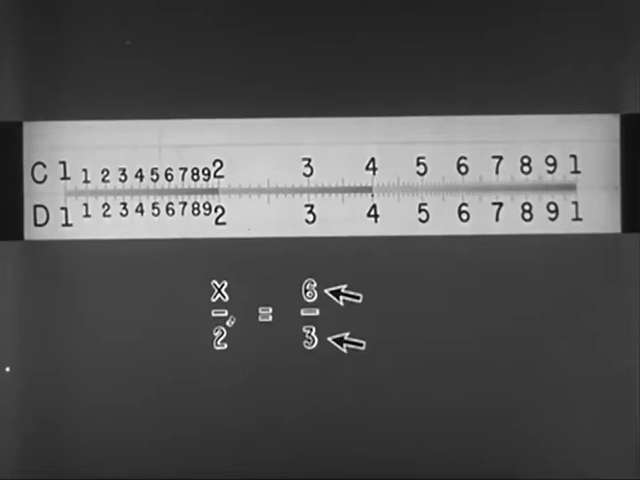 C 1 1 2 3 4 5 6 7 8 9 2 3 4 5 6 7 8 9 1
D 1 1 2 3 4 5 6 7 8 9 2 3 4 5 6 7 8 9 1
X 6
— = —
2 3